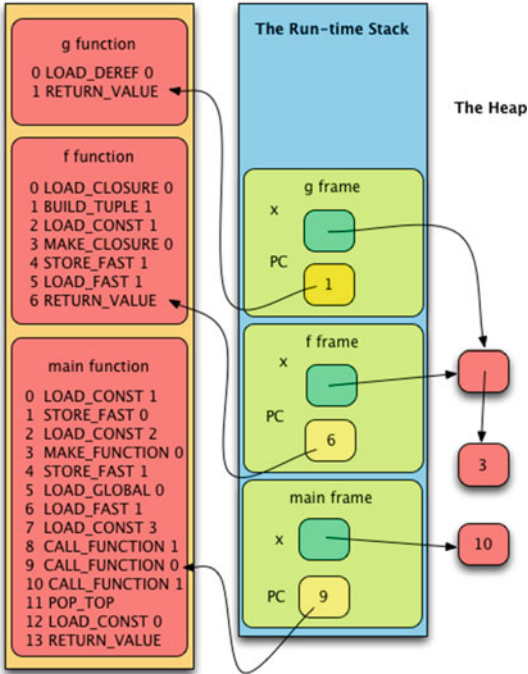 g function
0 LOAD_DEREF 0
1 RETURN_VALUE
f function
0 LOAD_CLOSURE 0
1 BUILD_TUPLE 1
2 LOAD_CONST 1
3 MAKE_CLOSURE 0
4 STORE_FAST 1
5 LOAD_FAST 1
6 RETURN_VALUE
main function
0 LOAD_CONST 1
1 STORE_FAST 0
2 LOAD_CONST 2
3 MAKE_FUNCTION 0
4 STORE_FAST 1
5 LOAD_GLOBAL 0
6 LOAD_FAST 1
7 LOAD_CONST 3
8 CALL_FUNCTION 1
9 CALL_FUNCTION 0
10 CALL_FUNCTION 1
11 POP_TOP
12 LOAD_CONST 0
13 RETURN_VALUE
The Run-time Stack
g frame
x
PC
1
f frame
x
PC
6
main frame
x
PC
9
The Heap
3
10